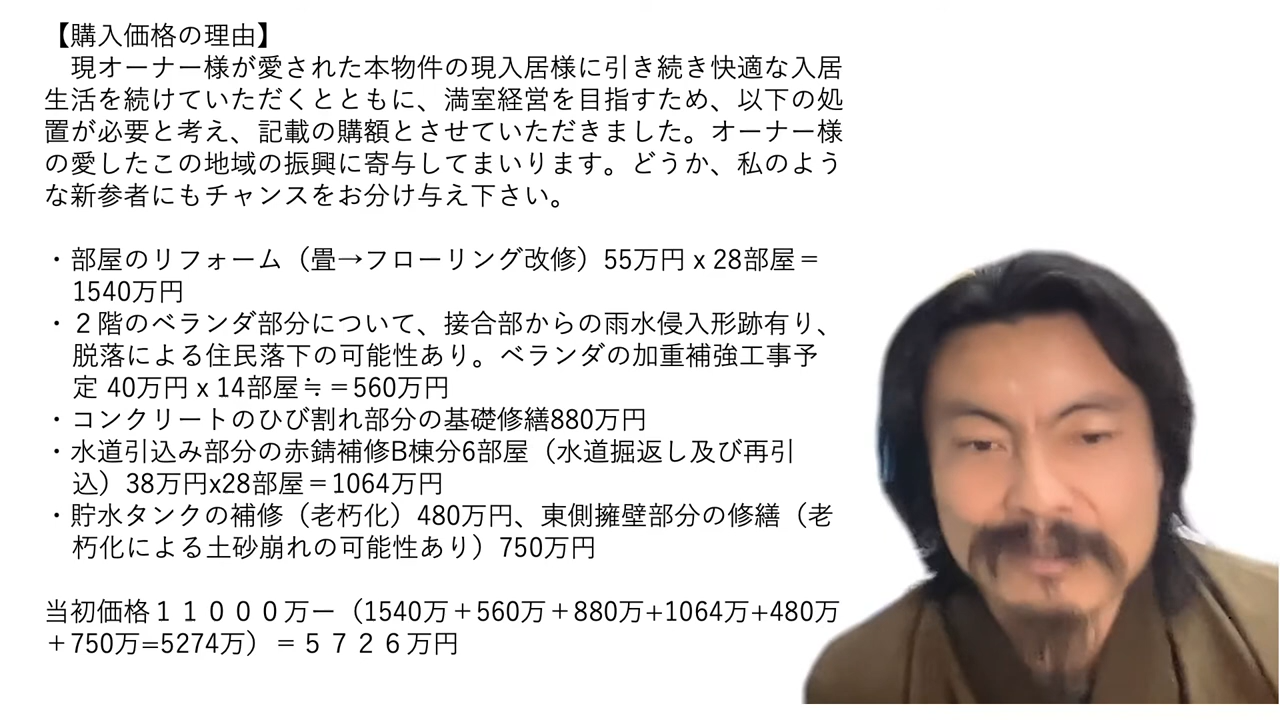 【購入価格の理由】
　現オーナー様が愛された本物件の現入居様に引き続き快適な入居
生活を続けていただくとともに、満室経営を目指すため、以下の処
置が必要と考え、記載の購額とさせていただきました。オーナー様
の愛したこの地域の振興に寄与してまいります。どうか、私のよう
な新参者にもチャンスをお分け与え下さい。
・部屋のリフォーム（畳→フローリング改修）55万円 x 28部屋＝
1540万円
・２階のベランダ部分について、接合部からの雨水侵入形跡有り、
脱落による住民落下の可能性あり。ベランダの加重補強工事予
定 40万円 x 14部屋≒＝560万円
・コンクリートのひび割れ部分の基礎修繕880万円
・水道引込み部分の赤錆補修B棟分6部屋（水道掘返し及び再引
込）38万円x28部屋＝1064万円
・貯水タンクの補修（老朽化）480万円、東側擁壁部分の修繕（老
朽化による土砂崩れの可能性あり）750万円
当初価格１１０００万ー（1540万＋560万＋880万+1064万+480万
＋750万=5274万）＝５７２６万円